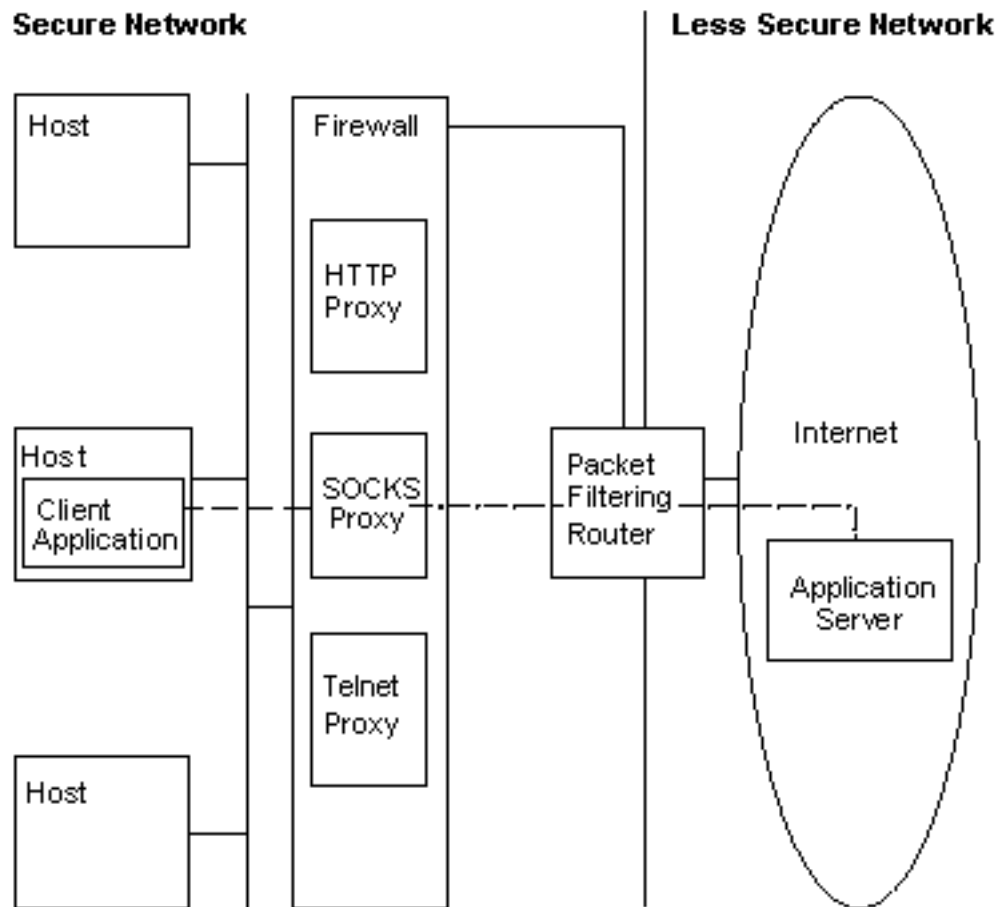 Secure Network
Less Secure Network
Host
Firewall
HTTP
Proxy
Host
Client
Application
SOCKS
Proxy
Packet
Filtering
Router
Internet
Application
Server
Telnet
Proxy
Host